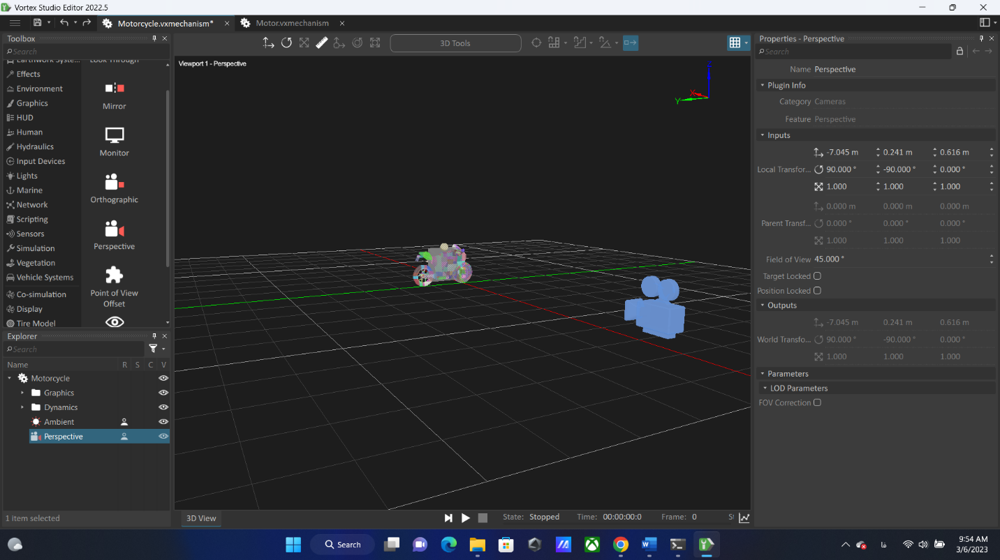 Vortex Studio Editor 2022.5
Motorcycle.vxmechanism*
Motor.vxmechanism
Toolbox
Search
Earthwork Syste...
Effects
Environment
Graphics
HUD
Human
Hydraulics
Input Devices
Lights
Marine
Network
Scripting
Sensors
Simulation
Vegetation
Vehicle Systems
Co-simulation
Display
Tire Model
Look Through
Mirror
Monitor
Orthographic
Perspective
Point of View
Offset
Explorer
Search
Name R S C V
Motorcycle
Graphics
Dynamics
Ambient
Perspective
1 item selected
3D Tools
Viewport 1 - Perspective
Z
X
Y
3D View
State: Stopped Time: 00:00:00:0 Frame: 0 St
Properties - Perspective
Search
Name Perspective
Plugin Info
Category Cameras
Feature Perspective
Inputs
-7.045 m 0.241 m 0.616 m
Local Transfor... 90.000 ° -90.000 ° 0.000 °
1.000 1.000 1.000
0.000 m 0.000 m 0.000 m
Parent Transf... 0.000 ° 0.000 ° 0.000 °
1.000 1.000 1.000
Field of View 45.000 °
Target Locked
Position Locked
Outputs
-7.045 m 0.241 m 0.616 m
World Transfo... 90.000 ° -90.000 ° 0.000 °
1.000 1.000 1.000
Parameters
LOD Parameters
FOV Correction
Search
فا
9:54 AM
3/6/2023